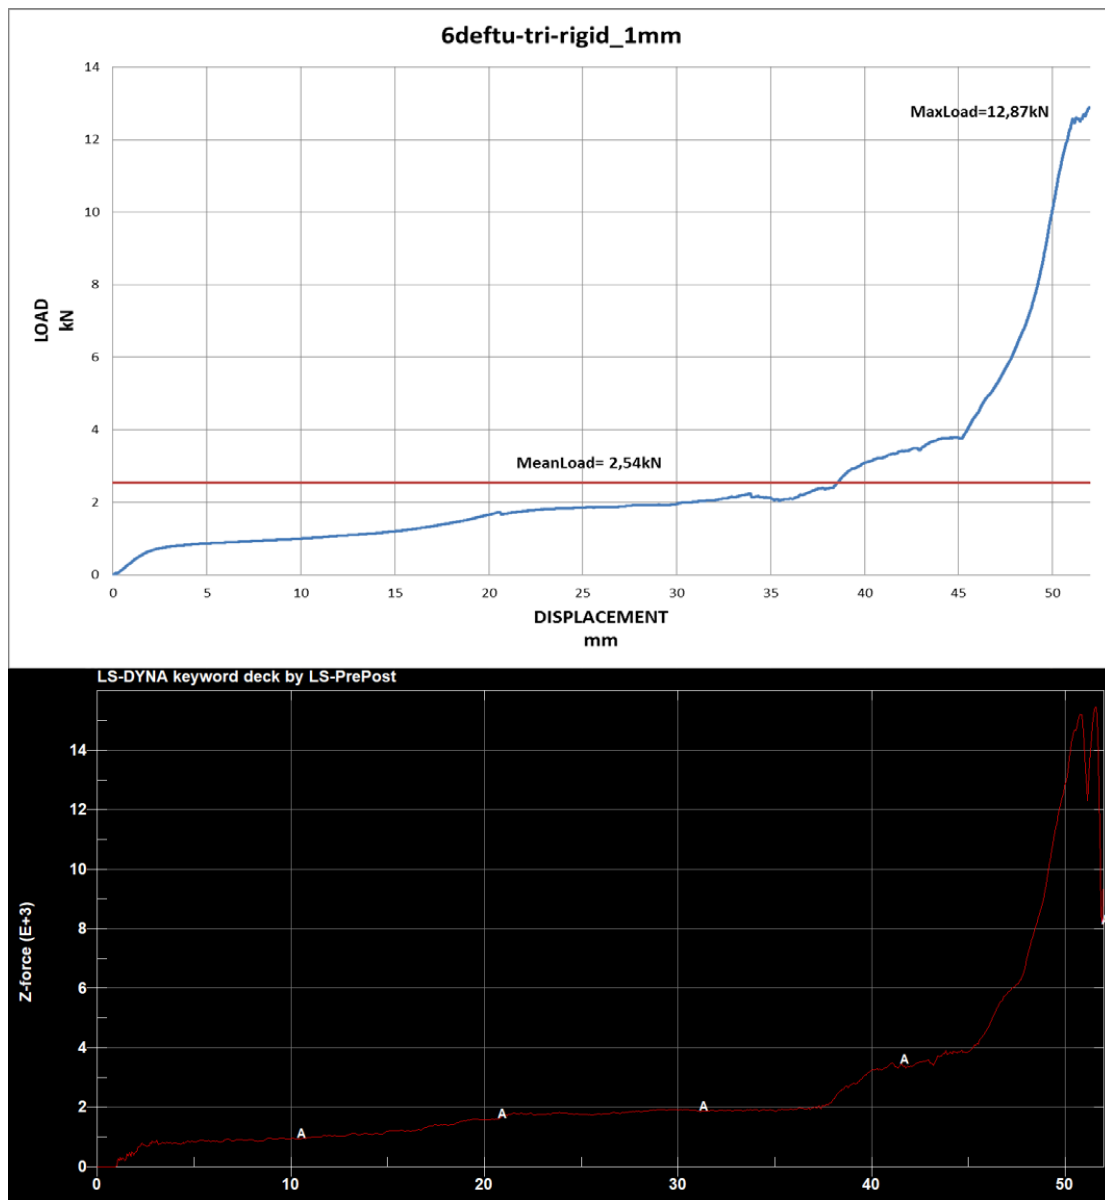 6deftu-tri-rigid_1mm
14
MaxLoad=12,87kN
12
10
8
LOAD
kN
6
4
MeanLoad= 2,54kN
2
0
0 5 10 15 20 25 30 35 40 45 50
DISPLACEMENT
mm
LS-DYNA keyword deck by LS-PrePost
14
12
10
8
Z-force (E+3)
6
4
A
2
A A
A
0
0 10 20 30 40 50